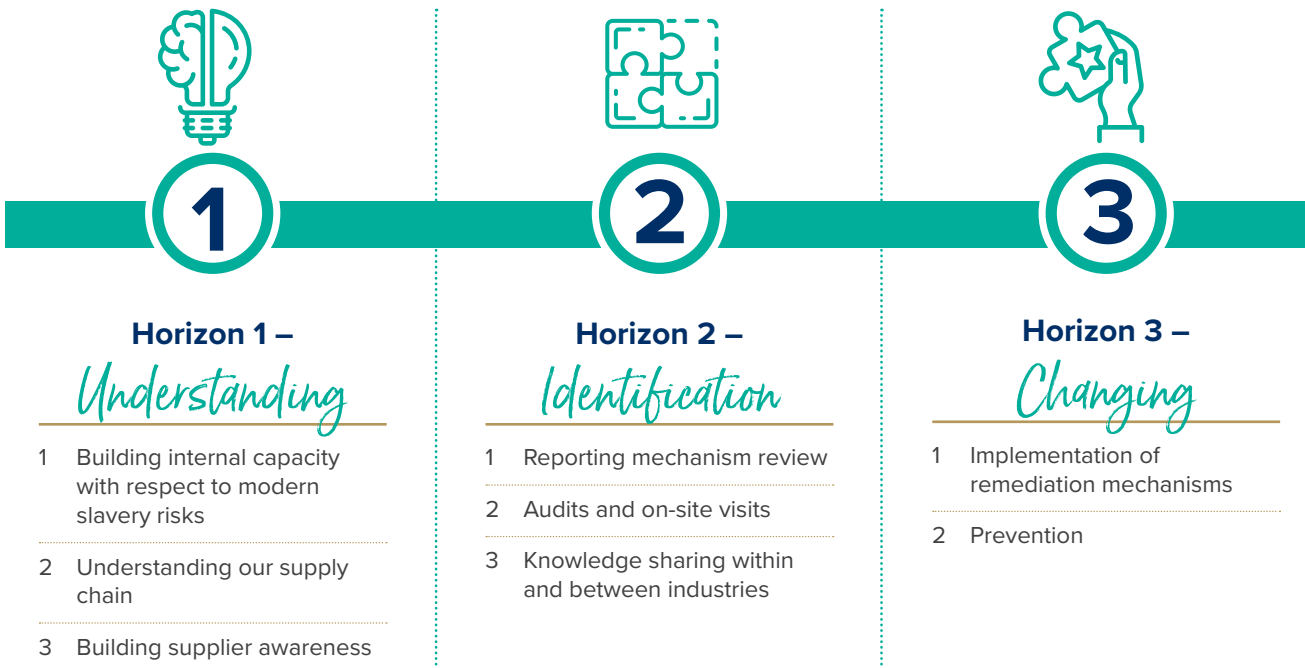 1
Horizon 1 –
Understanding
1 Building internal capacity
with respect to modern
slavery risks
2 Understanding our supply
chain
3 Building supplier awareness
2
Horizon 2 –
Identification
1 Reporting mechanism review
2 Audits and on-site visits
3 Knowledge sharing within
and between industries
3
Horizon 3 –
Changing
1 Implementation of
remediation mechanisms
2 Prevention